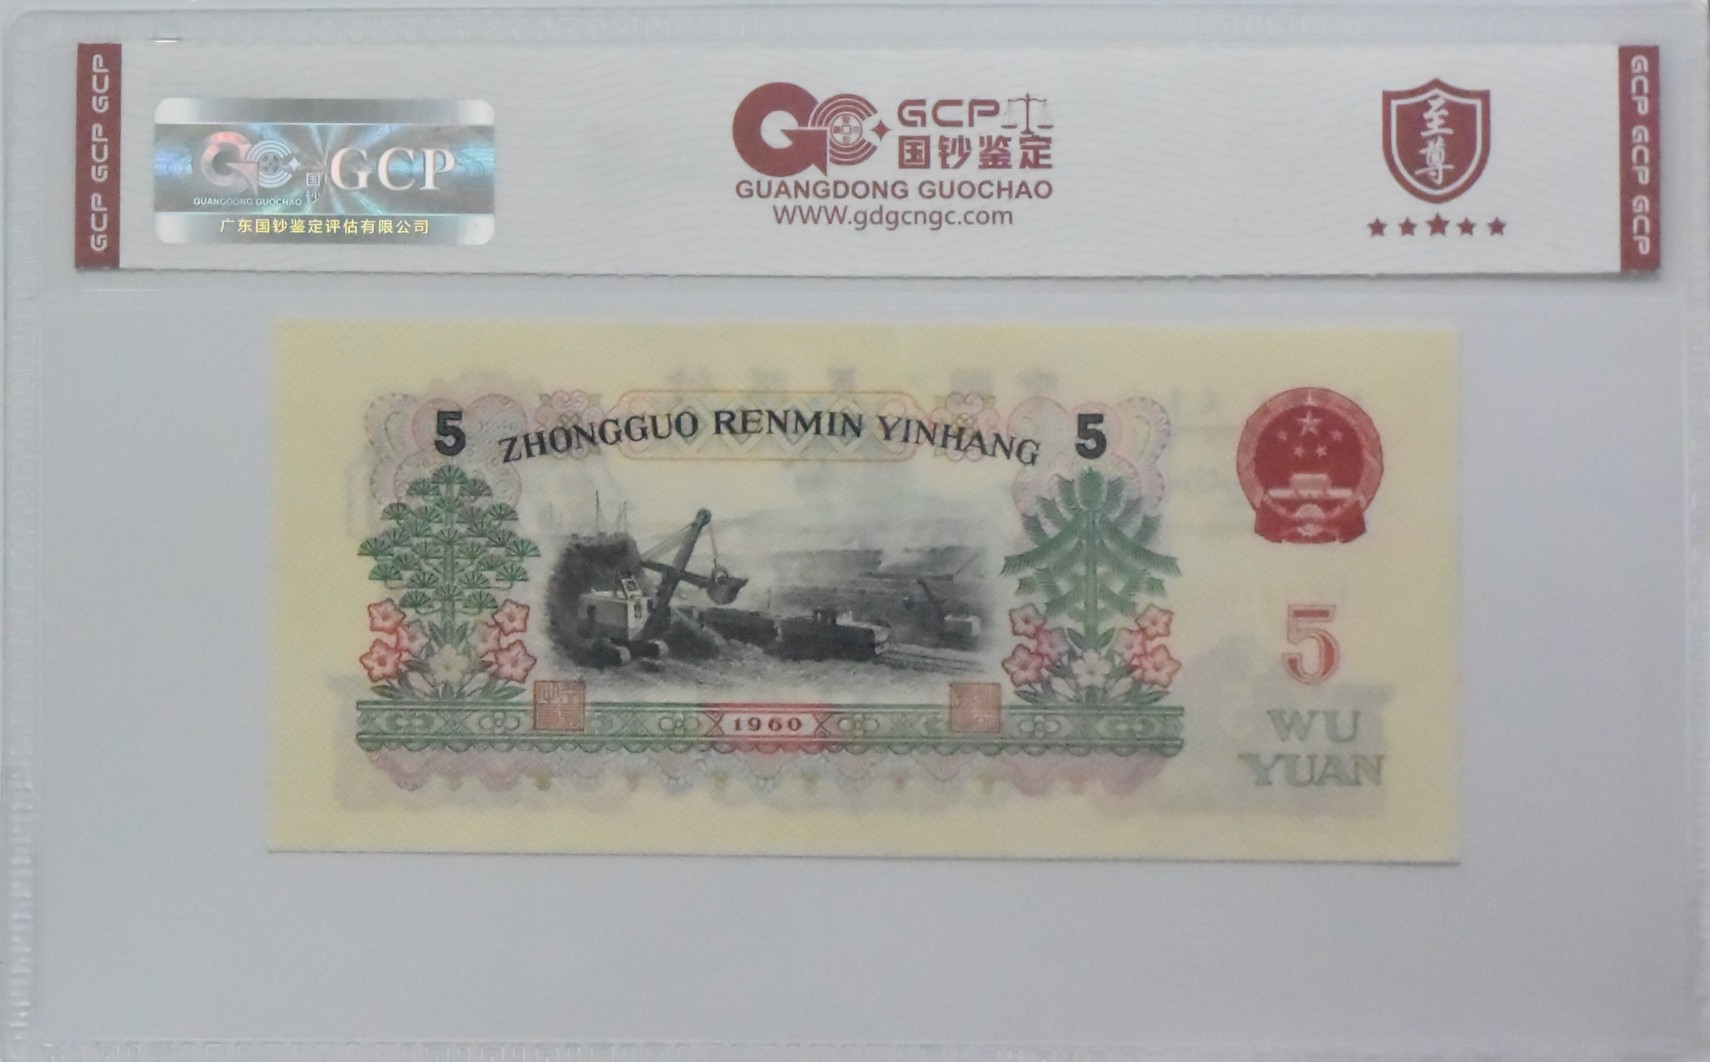 GCP GCP GCP
GUANGDONG GUOCHAO
国钞
GCP
广东国钞鉴定评估有限公司
GCP
国钞鉴定
GUANGDONG GUOCHAO
WWW.gdgcngc.com
至尊
GCP GCP GCP
5
ZHONGGUO RENMIN YINHANG
5
1960
5
WU
YUAN